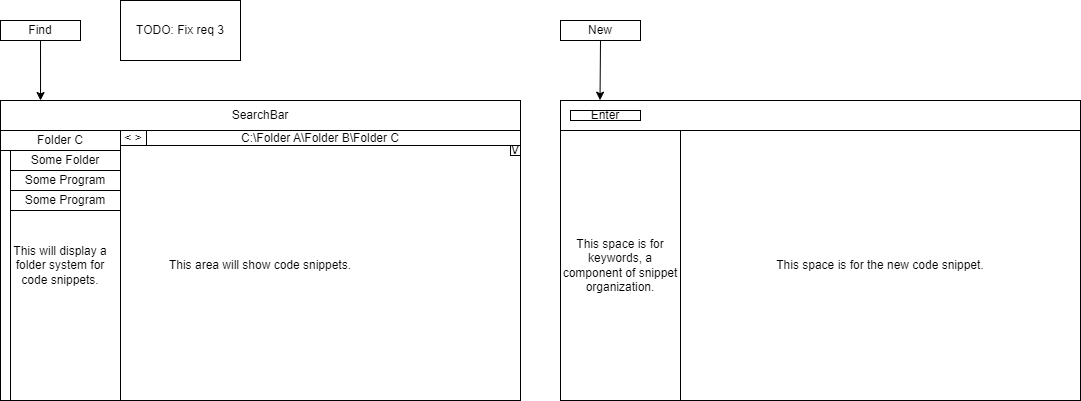 Find
TODO: Fix req 3
New
SearchBar
Enter
Folder C
< >
C:\Folder A\Folder B\Folder C
V
Some Folder
Some Program
Some Program
This will display a
folder system for
code snippets.
This area will show code snippets.
This space is for
keywords, a
component of snippet
organization.
This space is for the new code snippet.